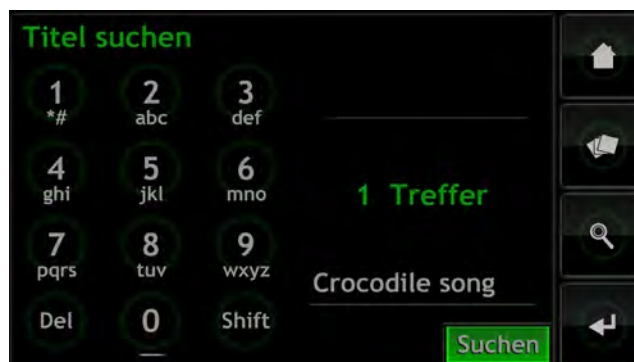 Titel suchen
1 2 3
*# abc def
4 5 6
ghi jkl mno
1 Treffer
7 8 9
pqrs tuv wxyz
Crocodile song
Del 0 Shift
_
Suchen